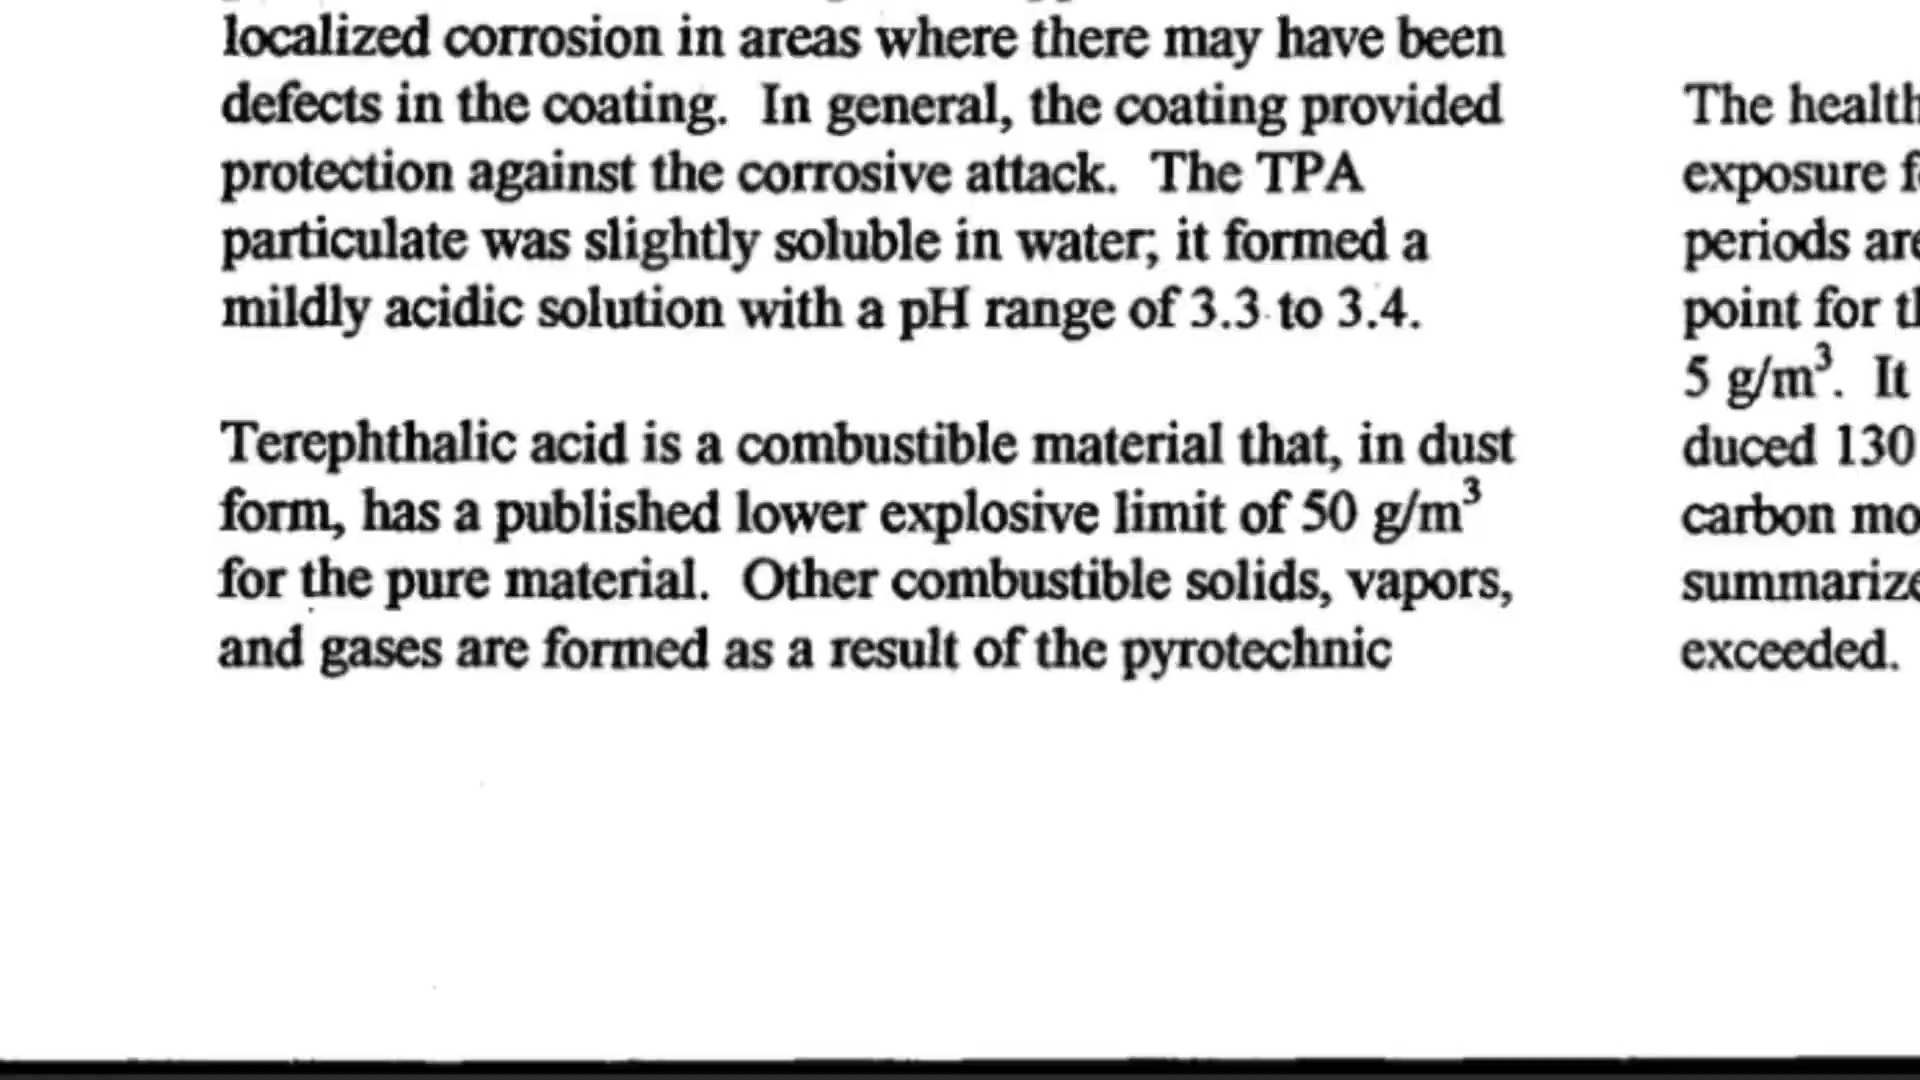 localized corrosion in areas where there may have been
defects in the coating. In general, the coating provided
protection against the corrosive attack. The TPA
particulate was slightly soluble in water; it formed a
mildly acidic solution with a pH range of 3.3 to 3.4.
Terephthalic acid is a combustible material that, in dust
form, has a published lower explosive limit of 50 g/m³
for the pure material. Other combustible solids, vapors,
and gases are formed as a result of the pyrotechnic
The health
exposure
periods
point for
5 g/m³. It
duced 130
carbon
exceeded.